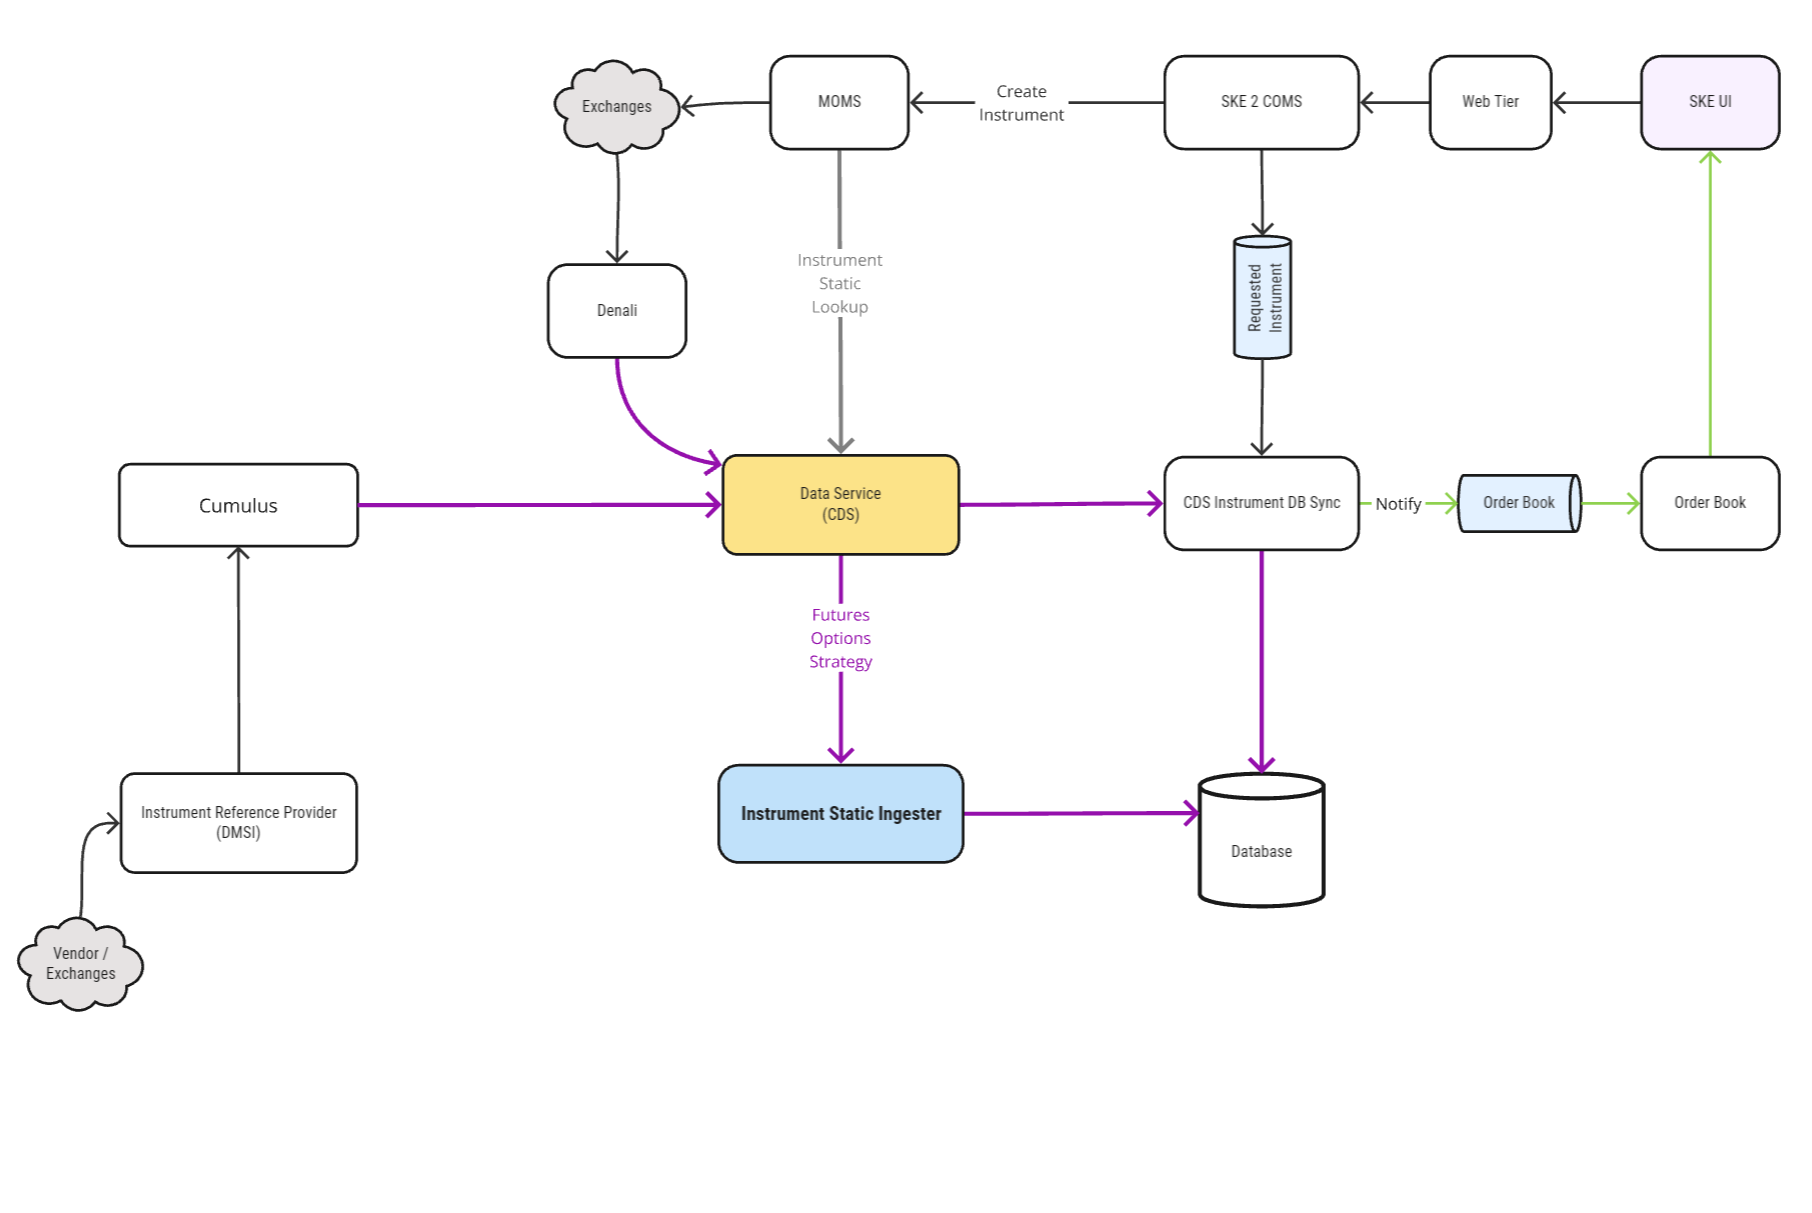 Exchanges
MOMS
Create
Instrument
SKE 2 COMS
Web Tier
SKE UI
Instrument
Static
Lookup
Requested
Instrument
Denali
Cumulus
Data Service
(CDS)
CDS Instrument DB Sync
Notify
Order Book
Order Book
Futures
Options
Strategy
Instrument Reference Provider
(DMSI)
Instrument Static Ingester
Database
Vendor /
Exchanges